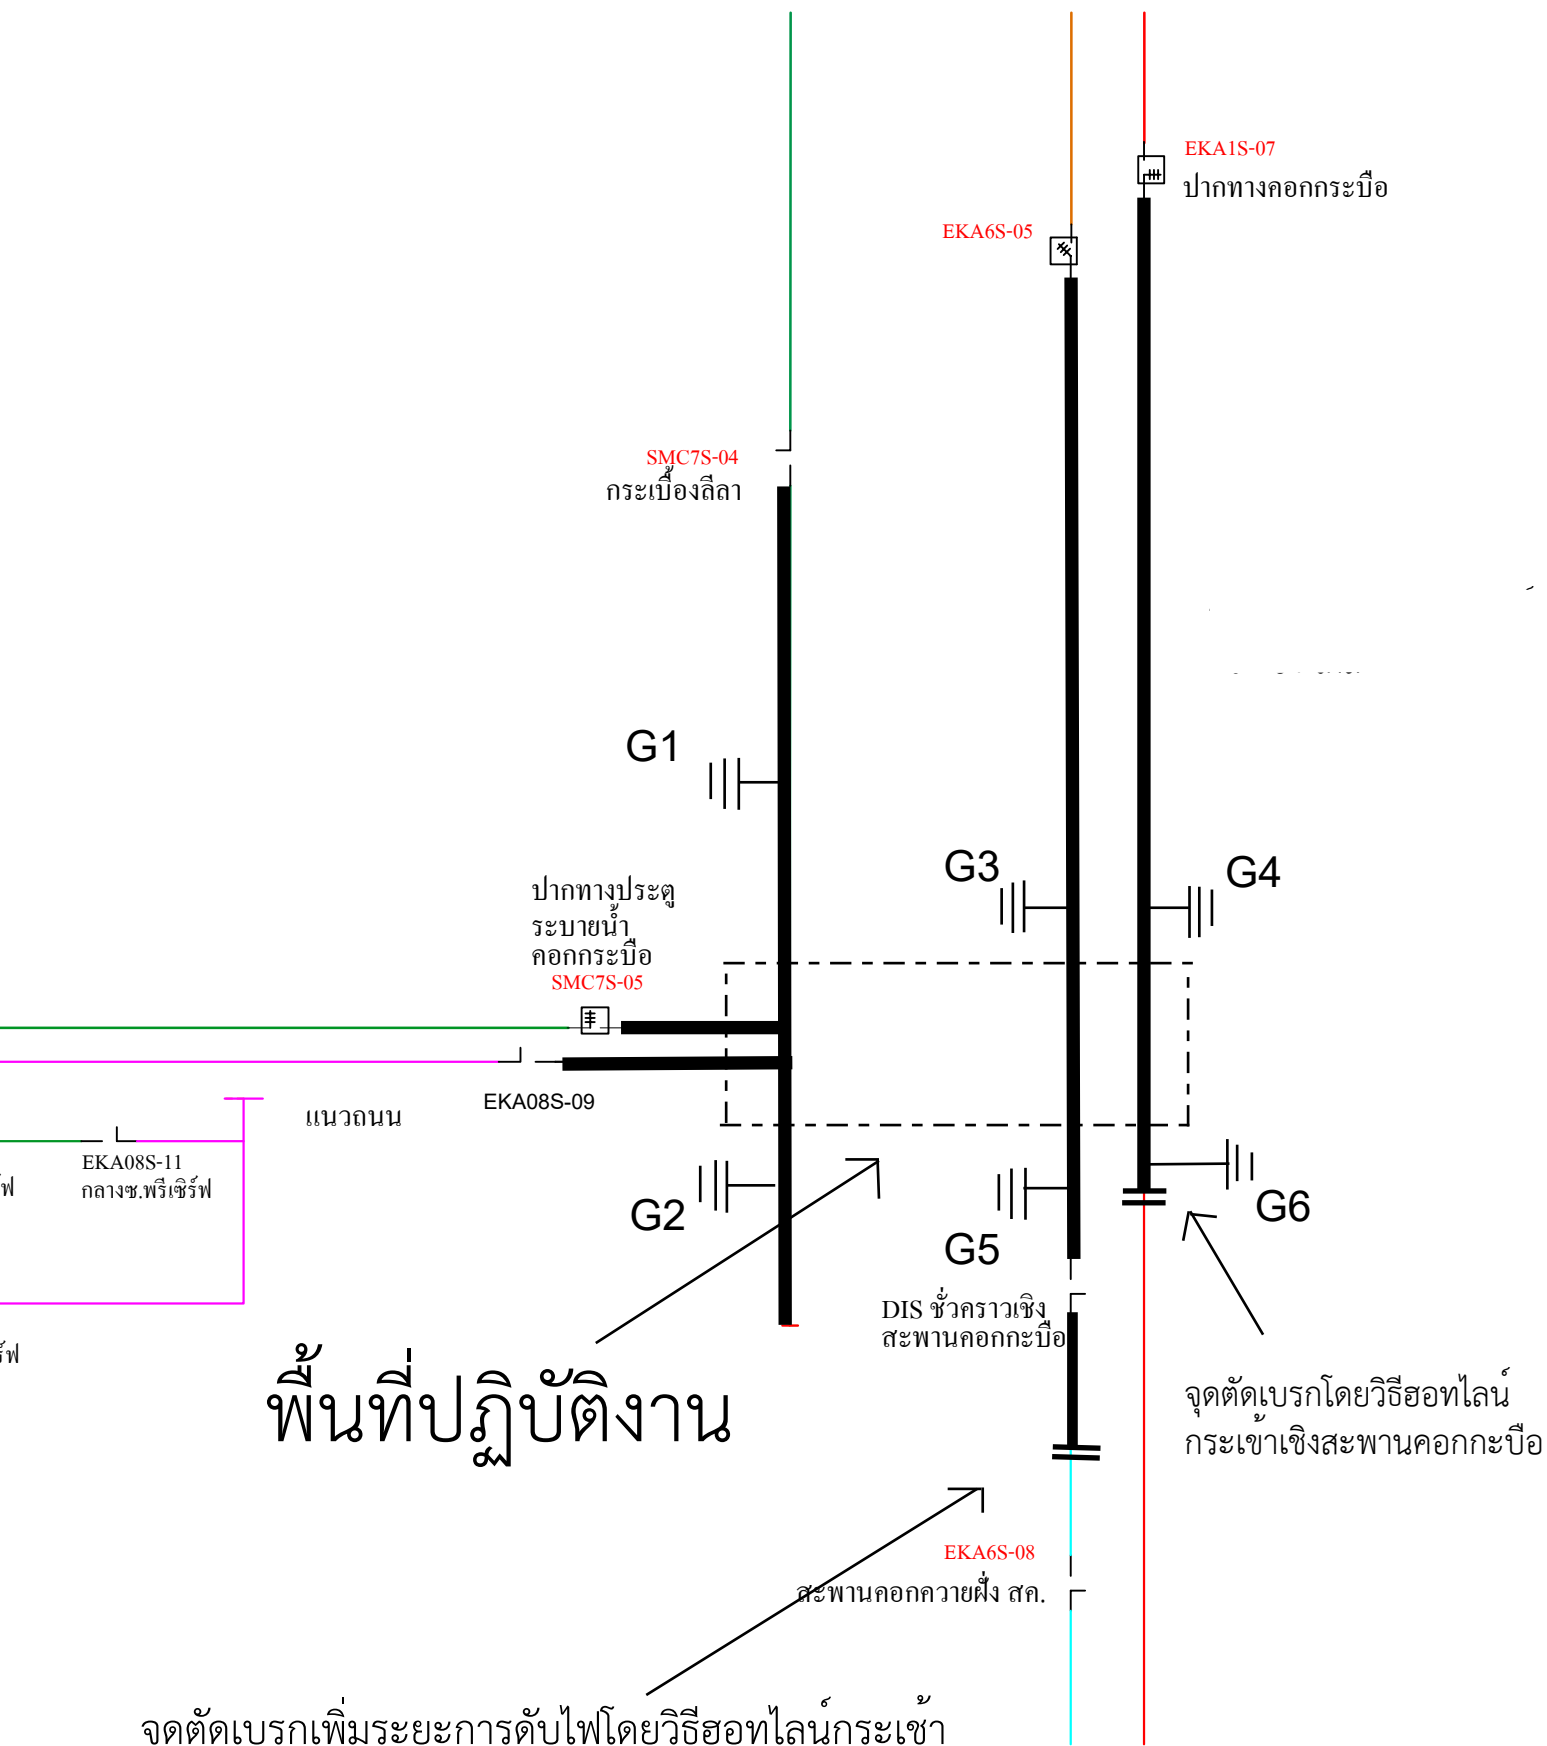 EKA1S-07
ปากทางคอกกระบือ
EKA6S-05
SMC7S-04
กระเบื้องลีลา
G1
G3
G4
ปากทางประตู
ระบายน้ำ
คอกกระบือ
SMC7S-05
EKA08S-09
แนวถนน
EKA08S-11
กลางซ.พรีเซิร์ฟ
G2
G6
G5
DIS ชั่วคราวเชิง
สะพานคอกกะบือ
พื้นที่ปฏิบัติงาน
จุดตัดเบรกโดยวิธีฮอทไลน์
กระเข้าเชิงสะพานคอกกะบือ
EKA6S-08
สะพานคอกควายฝั่ง สค.
จดตัดเบรกเพิ่มระยะการดับไฟโดยวิธีฮอทไลน์กระเช้า